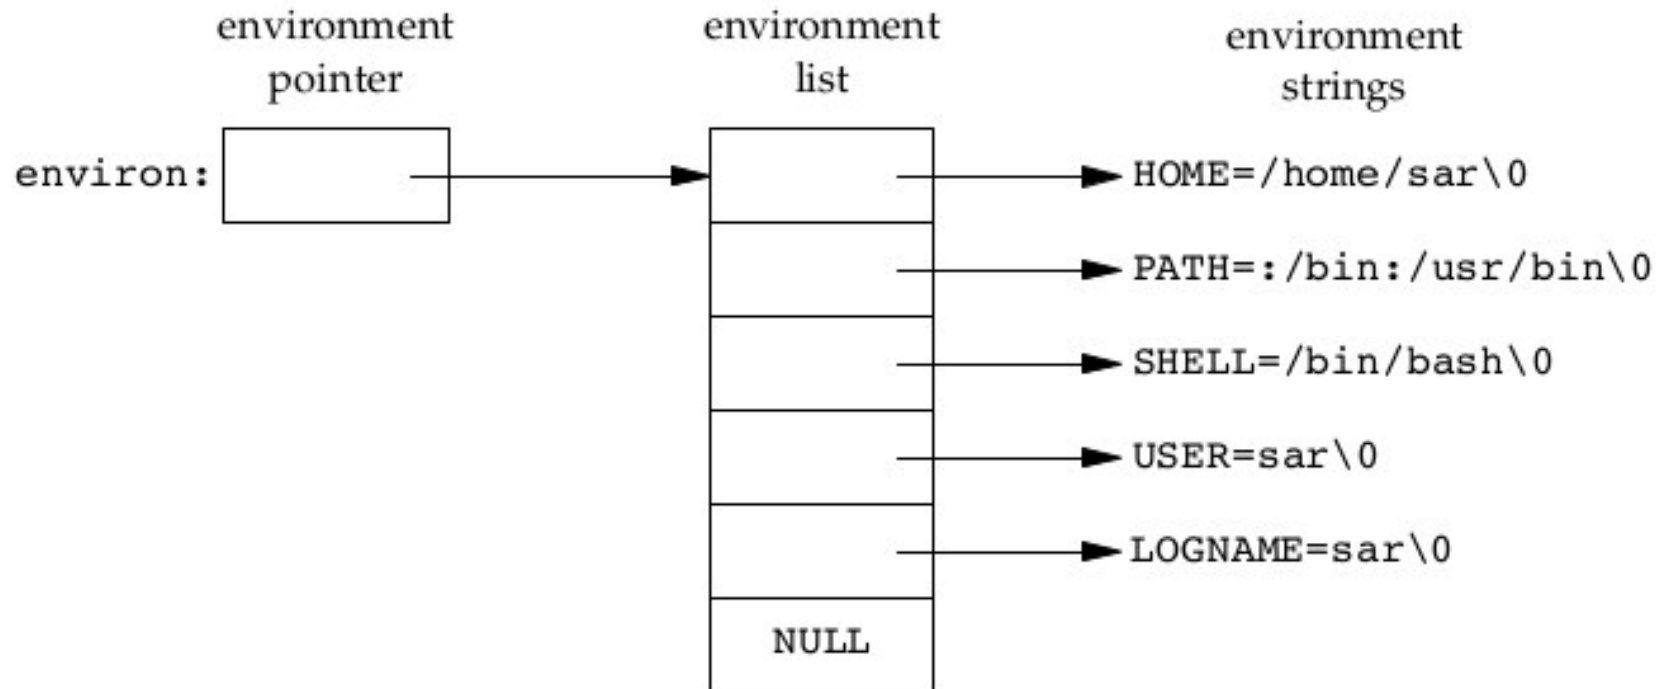 environment
pointer
environment
list
environment
strings
environ:
HOME=/home/sar\0
PATH=:/bin:/usr/bin\0
SHELL=/bin/bash\0
USER=sar\0
LOGNAME=sar\0
NULL